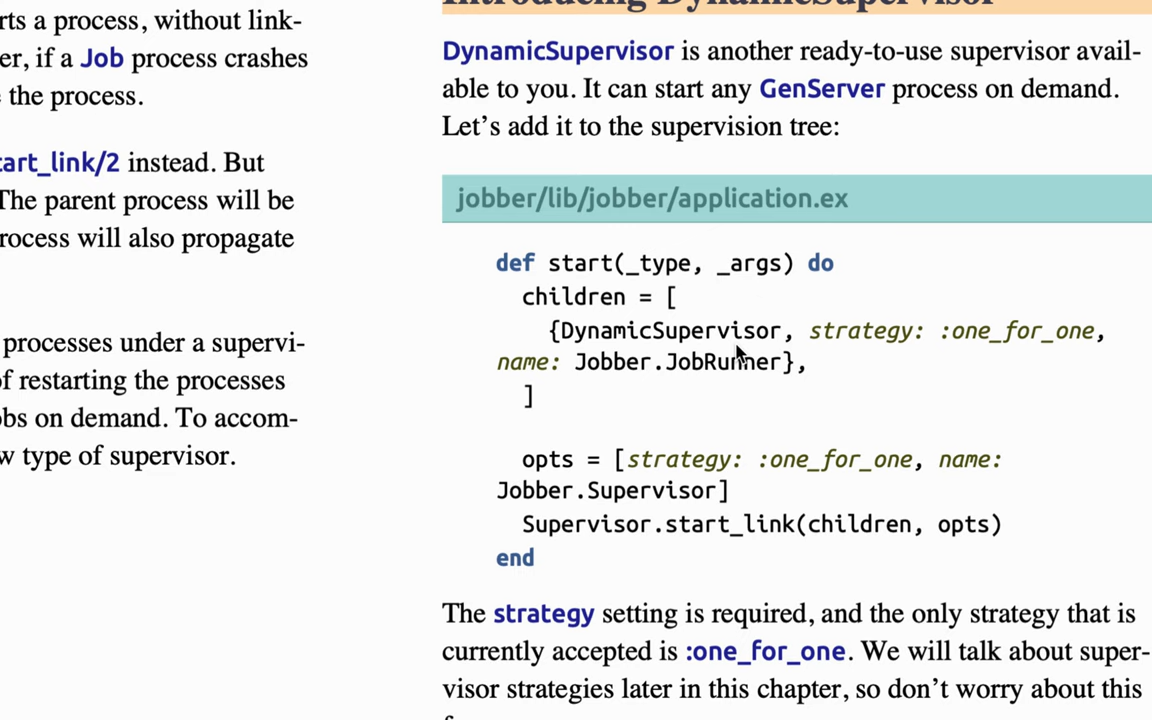 rts a process, without link-
er, if a Job process crashes
the process.
art_link/2 instead. But
The parent process will be
rocess will also propagate
processes under a supervi-
of restarting the processes
obs on demand. To accom-
w type of supervisor.
Introducing DynamicSupervisor
DynamicSupervisor is another ready-to-use supervisor avail-
able to you. It can start any GenServer process on demand.
Let’s add it to the supervision tree:
jobber/lib/jobber/application.ex
def start(_type, _args) do
children = [
{DynamicSupervisor, strategy: :one_for_one,
name: Jobber.JobRunner},
]
opts = [strategy: :one_for_one, name:
Jobber.Supervisor]
Supervisor.start_link(children, opts)
end
The strategy setting is required, and the only strategy that is
currently accepted is :one_for_one. We will talk about super-
visor strategies later in this chapter, so don’t worry about this